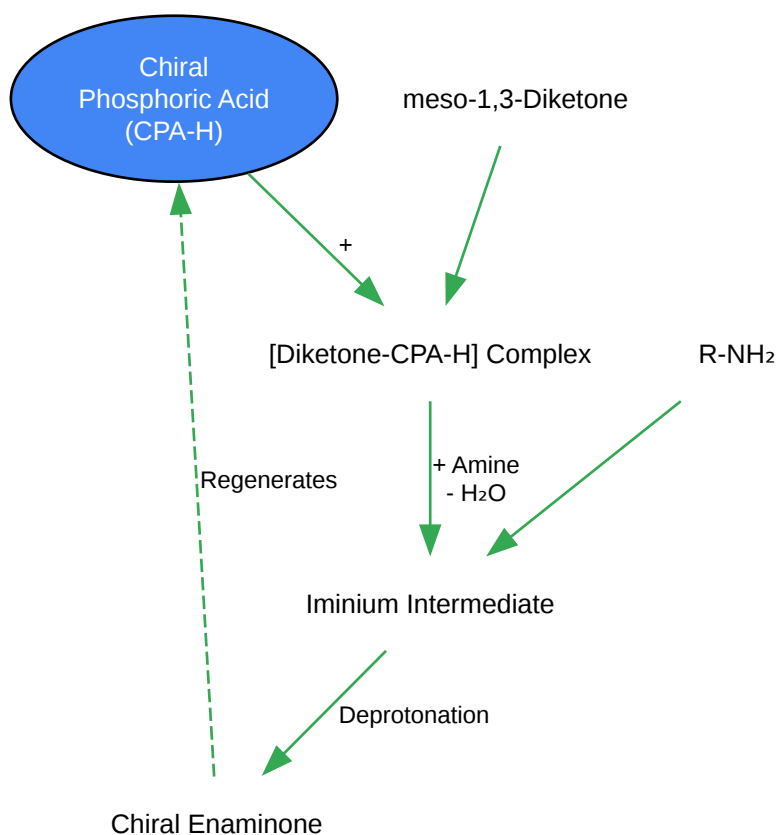 Chiral
Phosphoric Acid
(CPA-H)
meso-1,3-Diketone
+
[Diketone-CPA-H] Complex
R-NH₂
+ Amine
- H₂O
Regenerates
Iminium Intermediate
Deprotonation
Chiral Enaminone